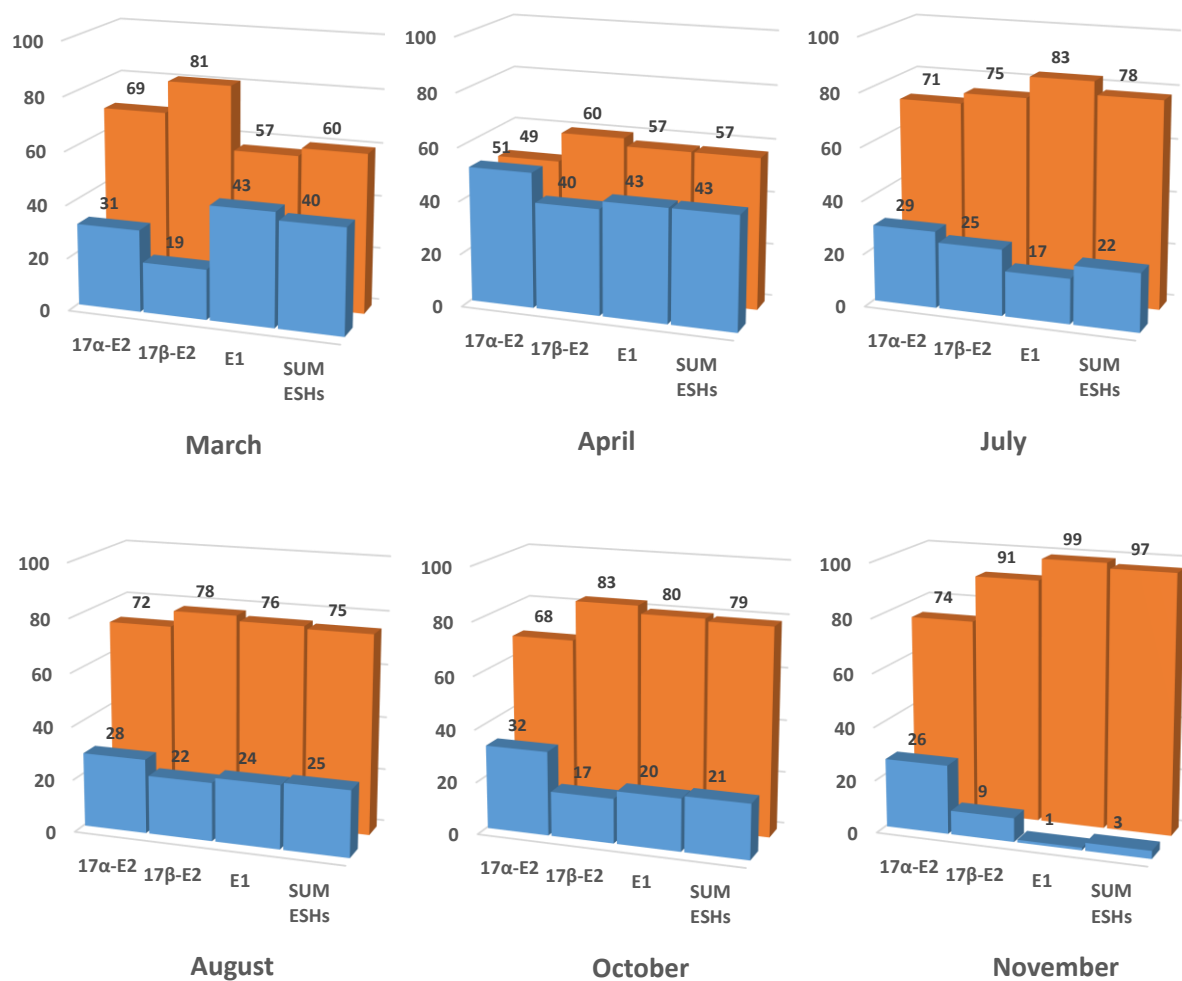 100
80
60
40
20
0
69 81 57 60
31 19 43 40
17α-E2 17β-E2 E1 SUM
ESHs
March
100
80
60
40
20
0
49 60 57 57
51 40 43 43
17α-E2 17β-E2 E1 SUM
ESHs
April
100
80
60
40
20
0
71 75 83 78
29 25 17 22
17α-E2 17β-E2 E1 SUM
ESHs
July
100
80
60
40
20
0
72 78 76 75
28 22 24 25
17α-E2 17β-E2 E1 SUM
ESHs
August
100
80
60
40
20
0
68 83 80 79
32 17 20 21
17α-E2 17β-E2 E1 SUM
ESHs
October
100
80
60
40
20
0
74 91 99 97
26 9 1 3
17α-E2 17β-E2 E1 SUM
ESHs
November